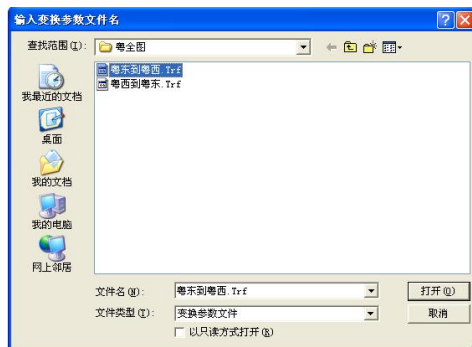 输入变换参数文件名
查找范围(I): 粤全图
粤东到粤西.Trf
粤西到粤东.Trf
我最近的文档
桌面
我的文档
我的电脑
网上邻居
文件名(N): 粤东到粤西.Trf 打开(O)
文件类型(T): 变换参数文件 取消
以只读方式打开(R)